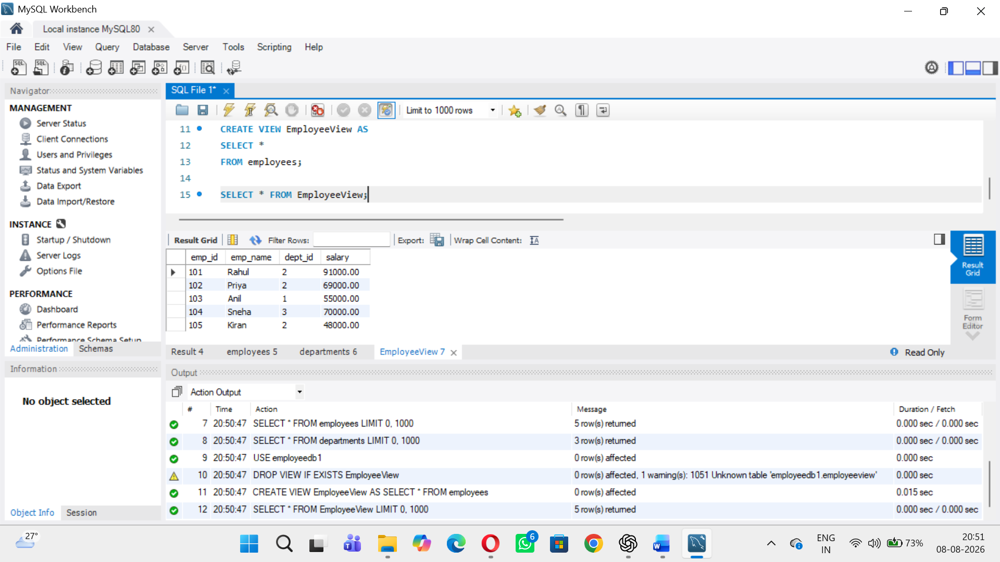 MySQL Workbench
Local instance MySQL80
File Edit View Query Database Server Tools Scripting Help
Navigator
MANAGEMENT
Server Status
Client Connections
Users and Privileges
Status and System Variables
Data Export
Data Import/Restore
INSTANCE
Startup / Shutdown
Server Logs
Options File
PERFORMANCE
Dashboard
Performance Reports
Performance Schema Setup
Administration Schemas
Information
No object selected
Object Info Session
SQL File 1*
Limit to 1000 rows
11 CREATE VIEW EmployeeView AS
12 SELECT *
13 FROM employees;
14
15 SELECT * FROM EmployeeView;
Result Grid Filter Rows: Export: Wrap Cell Content:
emp_id emp_name dept_id salary
101 Rahul 2 91000.00
102 Priya 2 69000.00
103 Anil 1 55000.00
104 Sneha 3 70000.00
105 Kiran 2 48000.00
Result Grid
Form Editor
Result 4 employees 5 departments 6 EmployeeView 7 Read Only
Output
Action Output
# Time Action Message Duration / Fetch
7 20:50:47 SELECT * FROM employees LIMIT 0, 1000 5 row(s) returned 0.000 sec / 0.000 sec
8 20:50:47 SELECT * FROM departments LIMIT 0, 1000 3 row(s) returned 0.000 sec / 0.000 sec
9 20:50:47 USE employeedb1 0 row(s) affected 0.000 sec
10 20:50:47 DROP VIEW IF EXISTS EmployeeView 0 row(s) affected, 1 warning(s): 1051 Unknown table 'employeedb1.employeeview' 0.000 sec
11 20:50:47 CREATE VIEW EmployeeView AS SELECT * FROM employees 0 row(s) affected 0.015 sec
12 20:50:47 SELECT * FROM EmployeeView LIMIT 0, 1000 5 row(s) returned 0.000 sec / 0.000 sec
27°
6
ENG
IN
73%
20:51
08-08-2026